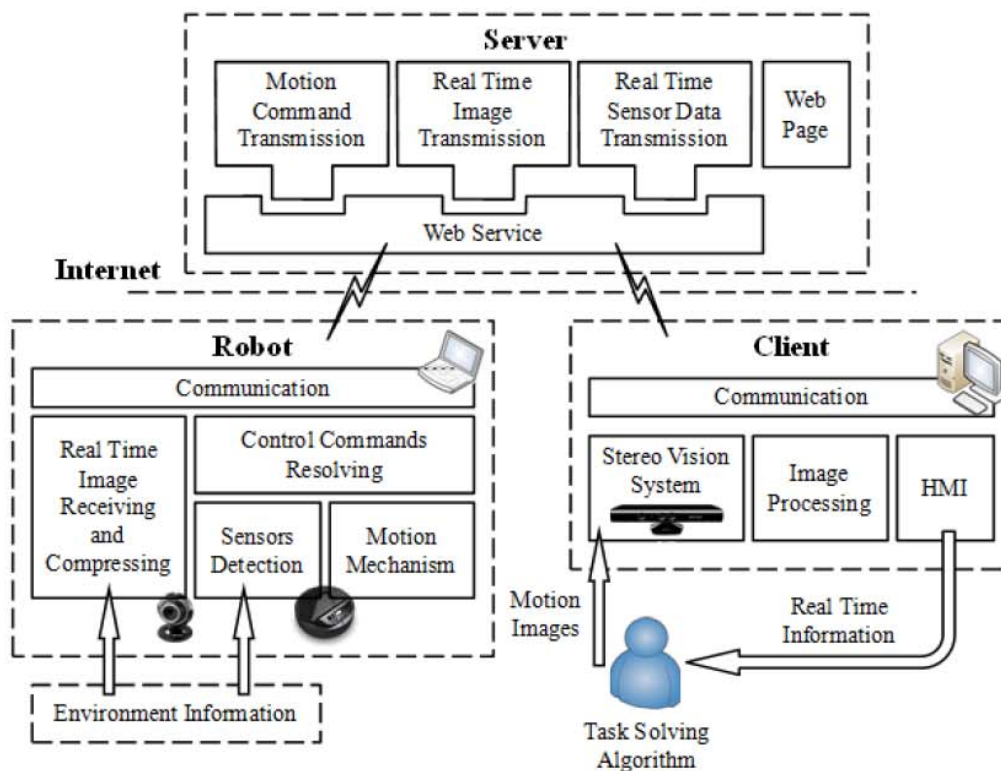 Server
Motion
Command
Transmission
Real Time
Image
Transmission
Real Time
Sensor Data
Transmission
Web
Page
Web Service
Internet
Robot
Communication
Real Time
Image
Receiving
and
Compressing
Control Commands
Resolving
Sensors
Detection
Motion
Mechanism
Environment Information
Client
Communication
Stereo Vision
System
Image
Processing
HMI
Motion
Images
Real Time
Information
Task Solving
Algorithm